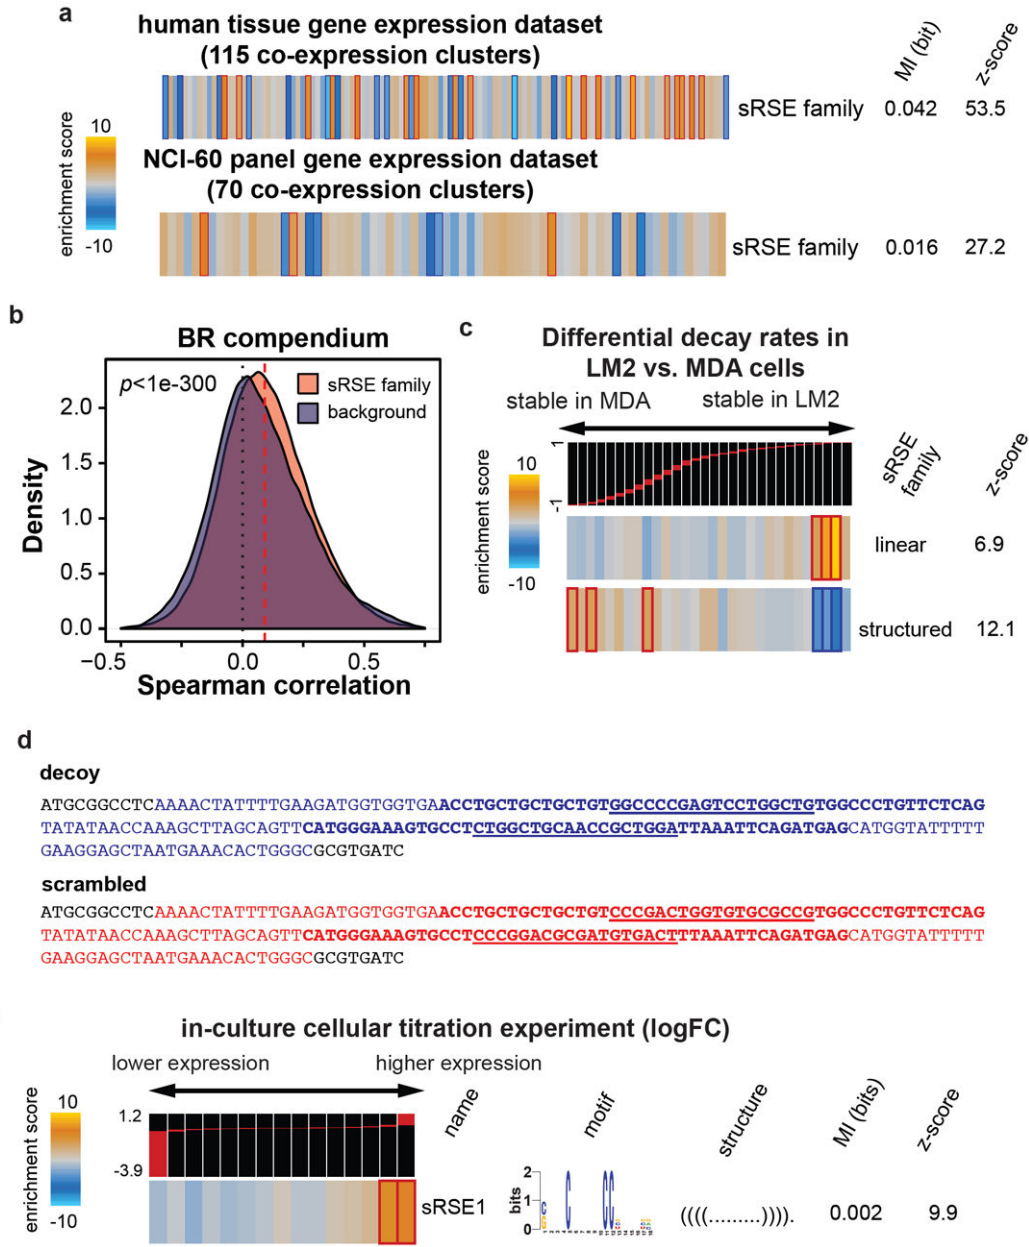 a
human tissue gene expression dataset
(115 co-expression clusters)
MI (bit)
z-score
sRSE family
0.042
53.5
enrichment score
10
-10
NCI-60 panel gene expression dataset
(70 co-expression clusters)
sRSE family
0.016
27.2
b
BR compendium
p<1e-300
sRSE family
background
Density
2.0
1.5
1.0
0.5
0.0
−0.5
0.0
0.5
Spearman correlation
c
Differential decay rates in
LM2 vs. MDA cells
stable in MDA
stable in LM2
1
-1
enrichment score
10
-10
sRSE
family
z-score
linear
6.9
structured
12.1
d
decoy
ATGCGGCCTCAAAACTATTTTGAAGATGGTGGTGAACCTGCTGCTGCTGTGGCCCCGAGTCCTGGCTGTGGCCCTGTTCTCAG
TATATAACCAAAGCTTAGCAGTTCATGGGAAAGTGCCTCTGGCTGCAACCGCTGGATTAAATTCAGATGAGCATGGTATTTTT
GAAGGAGCTAATGAAACACTGGGCGCGTGATC
scrambled
ATGCGGCCTCAAAACTATTTTGAAGATGGTGGTGAACCTGCTGCTGCTGTCCCGACTGGTGTGCGCCGTGGCCCTGTTCTCAG
TATATAACCAAAGCTTAGCAGTTCATGGGAAAGTGCCTCCCGGACGCGATGTGACTTTAAATTCAGATGAGCATGGTATTTTT
GAAGGAGCTAATGAAACACTGGGCGCGTGATC
in-culture cellular titration experiment (logFC)
lower expression
higher expression
enrichment score
10
-10
1.2
-3.9
name
motif
structure
MI (bits)
z-score
sRSE1
bits
2
1
0
((((.........)))).
0.002
9.9